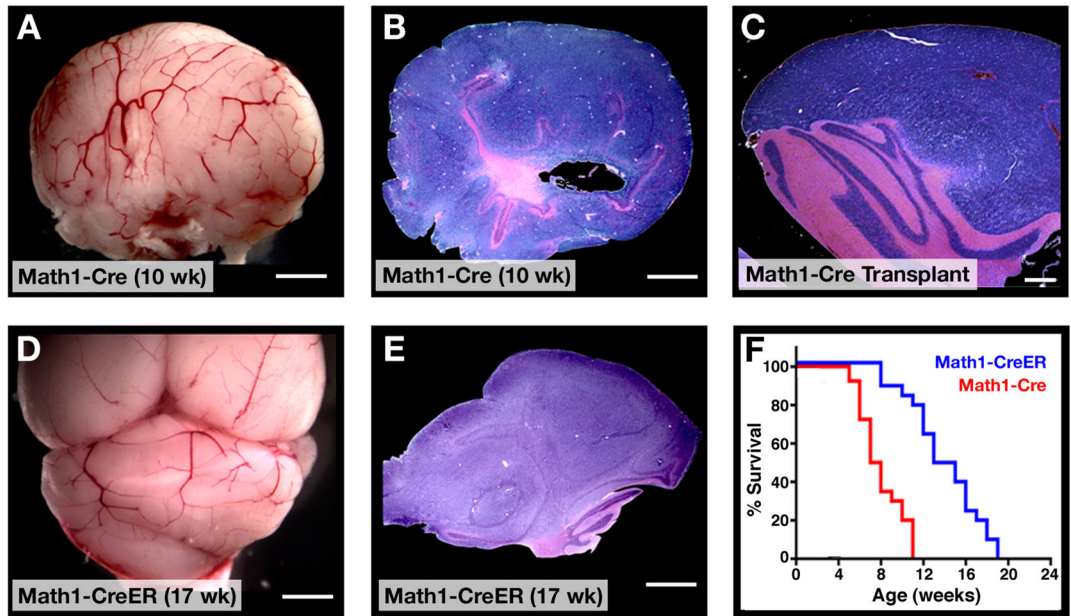 A
Math1-Cre (10 wk)
B
Math1-Cre (10 wk)
C
Math1-Cre Transplant
D
Math1-CreER (17 wk)
E
Math1-CreER (17 wk)
F
Math1-CreER
Math1-Cre
% Survival
100
80
60
40
20
0
0 4 8 12 16 20 24
Age (weeks)